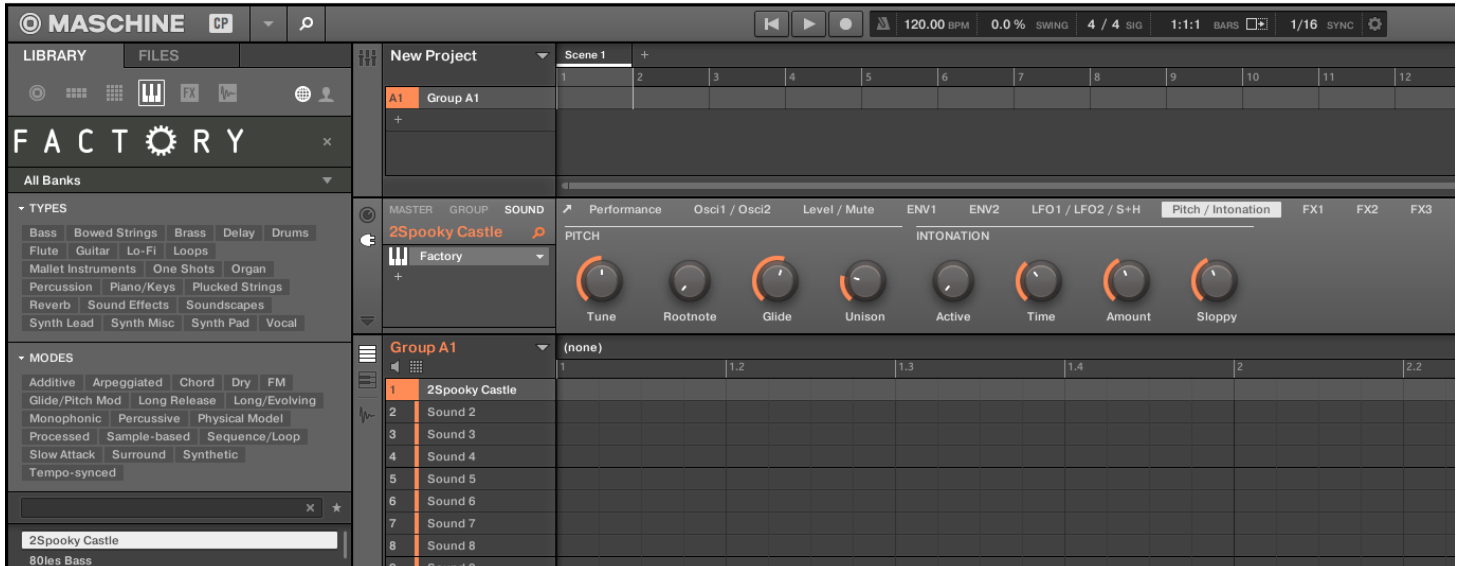 MASCHINE CP
120.00 BPM 0.0 % SWING 4 / 4 SIG 1:1:1 BARS 1/16 SYNC
LIBRARY FILES
FX
FACTORY ×
All Banks
TYPES
Bass Bowed Strings Brass Delay Drums
Flute Guitar Lo-Fi Loops
Mallet Instruments One Shots Organ
Percussion Piano/Keys Plucked Strings
Reverb Sound Effects Soundscapes
Synth Lead Synth Misc Synth Pad Vocal
MODES
Additive Arpeggiated Chord Dry FM
Glide/Pitch Mod Long Release Long/Evolving
Monophonic Percussive Physical Model
Processed Sample-based Sequence/Loop
Slow Attack Surround Synthetic
Tempo-synced
2Spooky Castle
80les Bass
New Project
Scene 1 +
1 2 3 4 5 6 7 8 9 10 11 12
A1 Group A1
+
MASTER GROUP SOUND
2Spooky Castle
Factory
+
Performance Osci1 / Osci2 Level / Mute ENV1 ENV2 LFO1 / LFO2 / S+H Pitch / Intonation FX1 FX2 FX3
PITCH INTONATION
Tune Rootnote Glide Unison Active Time Amount Sloppy
Group A1 (none)
1 1.2 1.3 1.4 2 2.2
1 2Spooky Castle
2 Sound 2
3 Sound 3
4 Sound 4
5 Sound 5
6 Sound 6
7 Sound 7
8 Sound 8